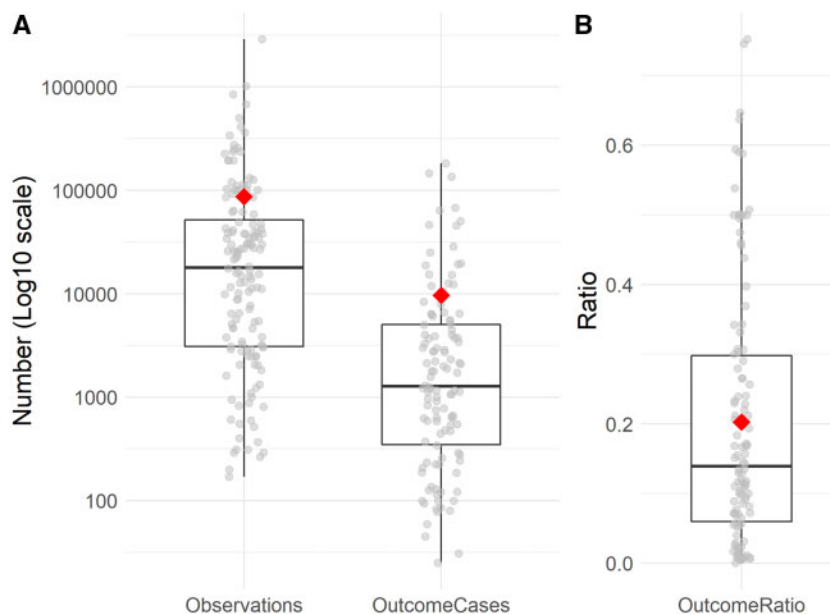 A
Number (Log10 scale)
1000000
100000
10000
1000
100
Observations
OutcomeCases
B
Ratio
0.6
0.4
0.2
0.0
OutcomeRatio